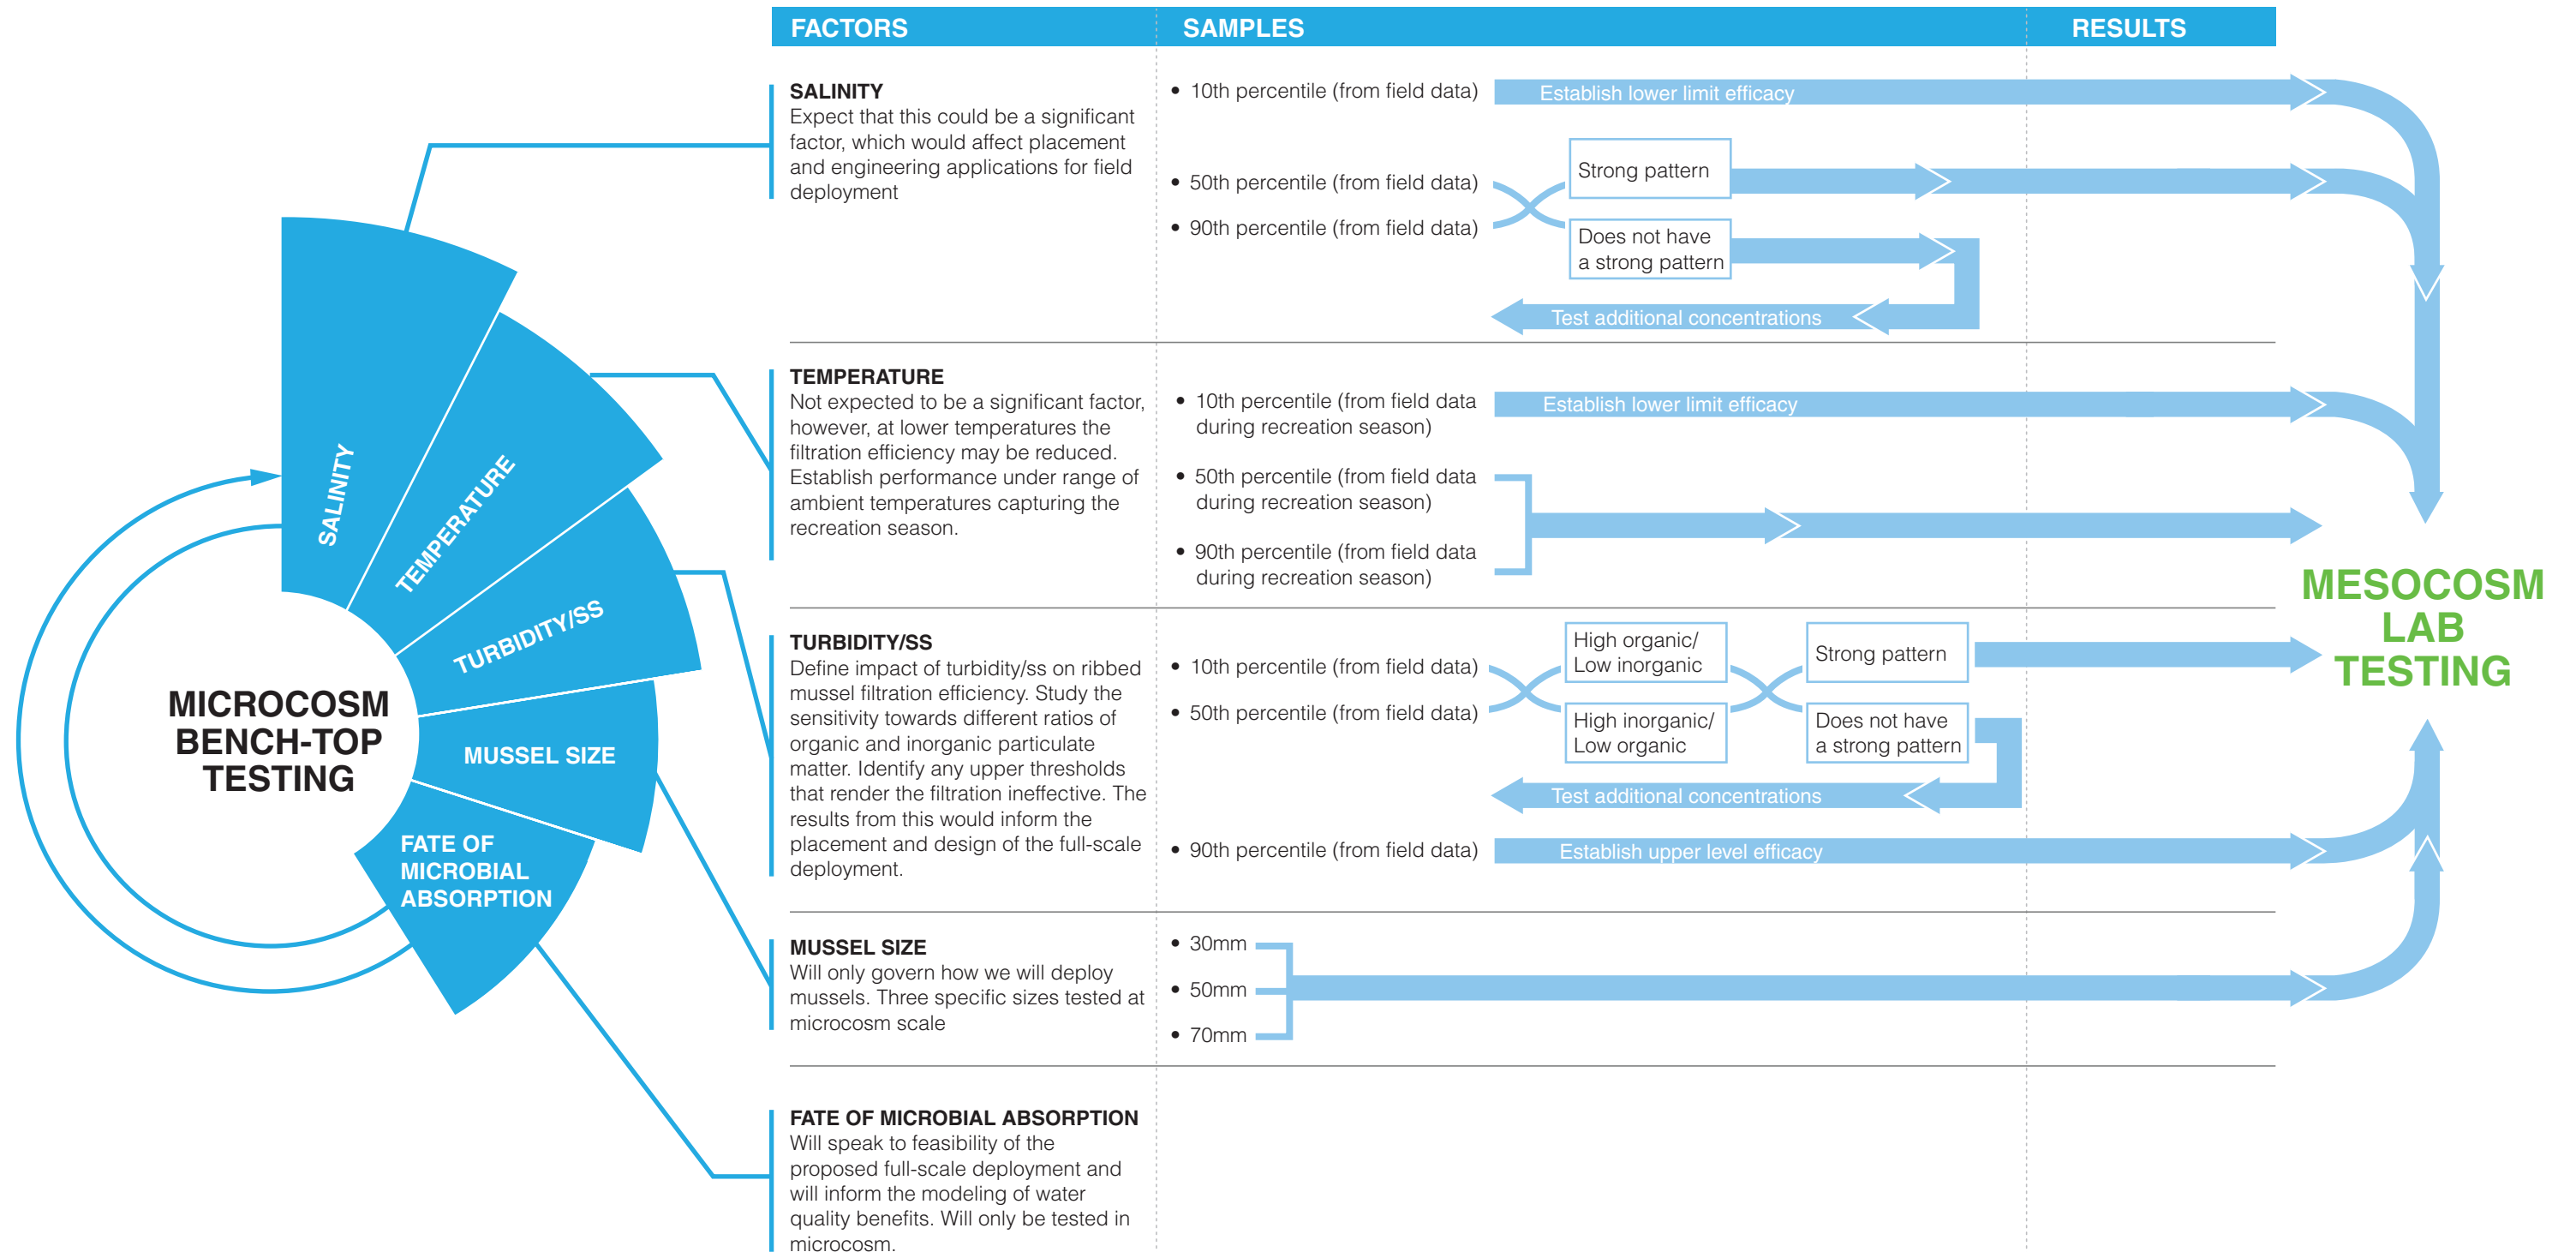 FACTORS
SAMPLES
RESULTS
SALINITY
Expect that this could be a significant
factor, which would affect placement
and engineering applications for field
deployment
• 10th percentile (from field data)
Establish lower limit efficacy
• 50th percentile (from field data)
• 90th percentile (from field data)
Strong pattern
Does not have
a strong pattern
Test additional concentrations
TEMPERATURE
Not expected to be a significant factor,
however, at lower temperatures the
filtration efficiency may be reduced.
Establish performance under range of
ambient temperatures capturing the
recreation season.
• 10th percentile (from field data
during recreation season)
Establish lower limit efficacy
• 50th percentile (from field data
during recreation season)
• 90th percentile (from field data
during recreation season)
TURBIDITY/SS
Define impact of turbidity/ss on ribbed
mussel filtration efficiency. Study the
sensitivity towards different ratios of
organic and inorganic particulate
matter. Identify any upper thresholds
that render the filtration ineffective. The
results from this would inform the
placement and design of the full-scale
deployment.
• 10th percentile (from field data)
• 50th percentile (from field data)
High organic/
Low inorganic
High inorganic/
Low organic
Strong pattern
Does not have
a strong pattern
Test additional concentrations
• 90th percentile (from field data)
Establish upper level efficacy
MUSSEL SIZE
Will only govern how we will deploy
mussels. Three specific sizes tested at
microcosm scale
• 30mm
• 50mm
• 70mm
FATE OF MICROBIAL ABSORPTION
Will speak to feasibility of the
proposed full-scale deployment and
will inform the modeling of water
quality benefits. Will only be tested in
microcosm.
MICROCOSM
BENCH-TOP
TESTING
SALINITY
TEMPERATURE
TURBIDITY/SS
MUSSEL SIZE
FATE OF
MICROBIAL
ABSORPTION
MESOCOSM
LAB
TESTING